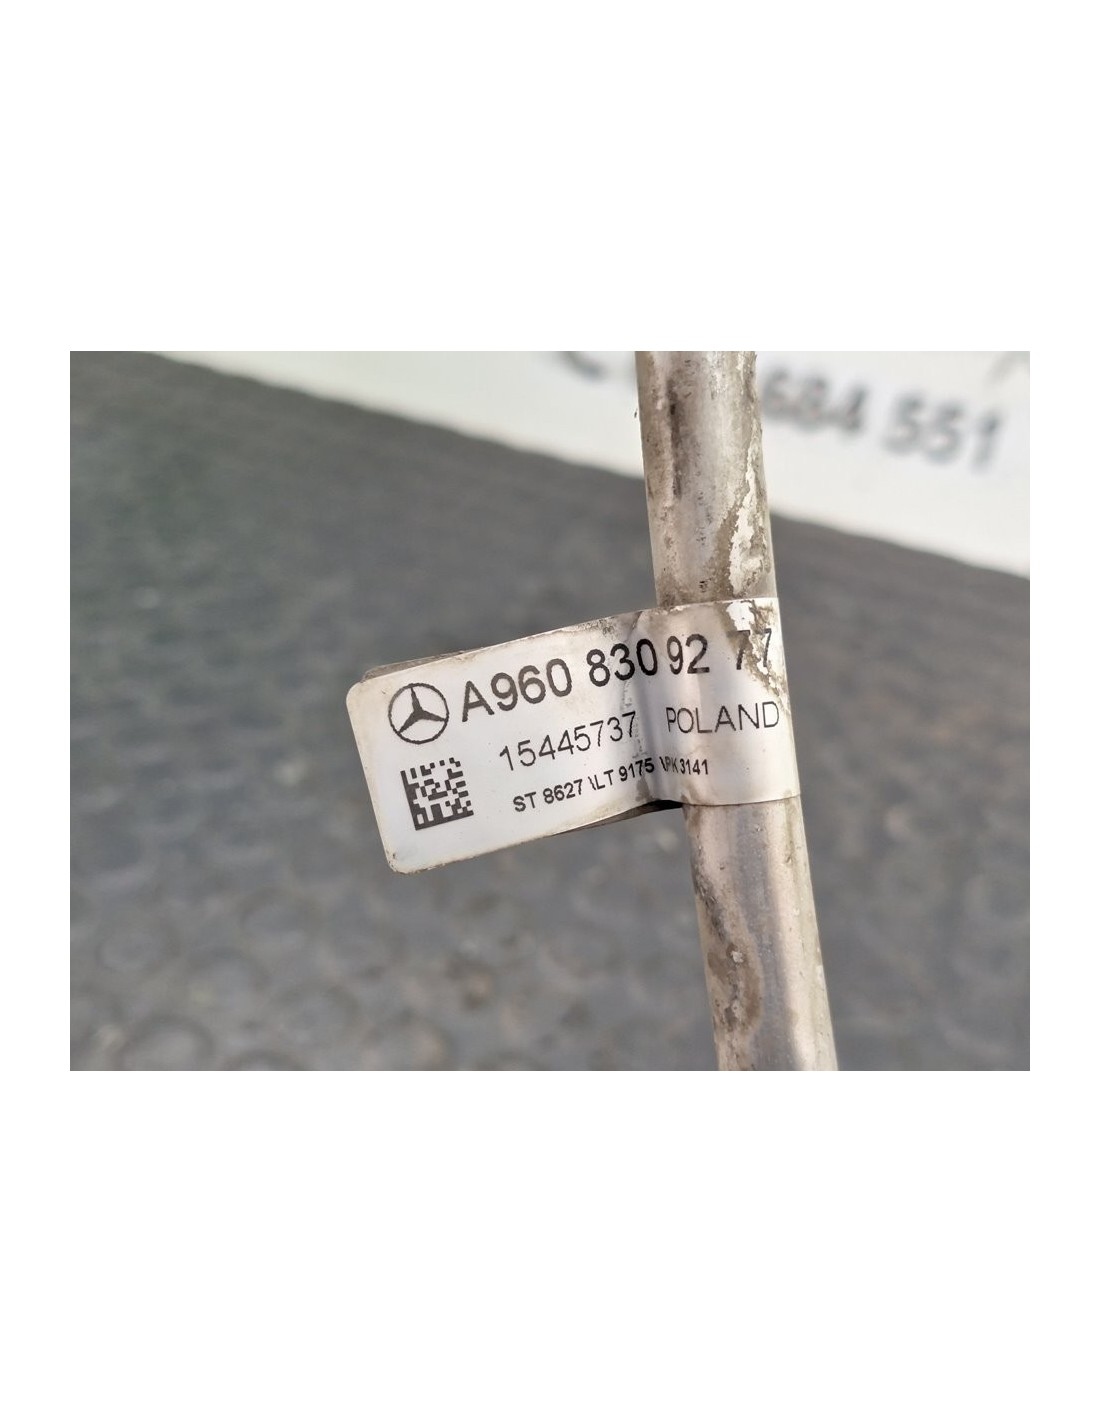 684 551
A960 830 92 77
15445737 POLAND
ST 8627 \LT 9175 \PK 3141